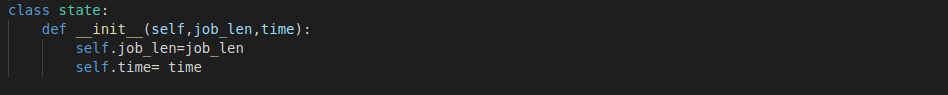 class state:
    def __init__(self,job_len,time):
        self.job_len=job_len
        self.time= time